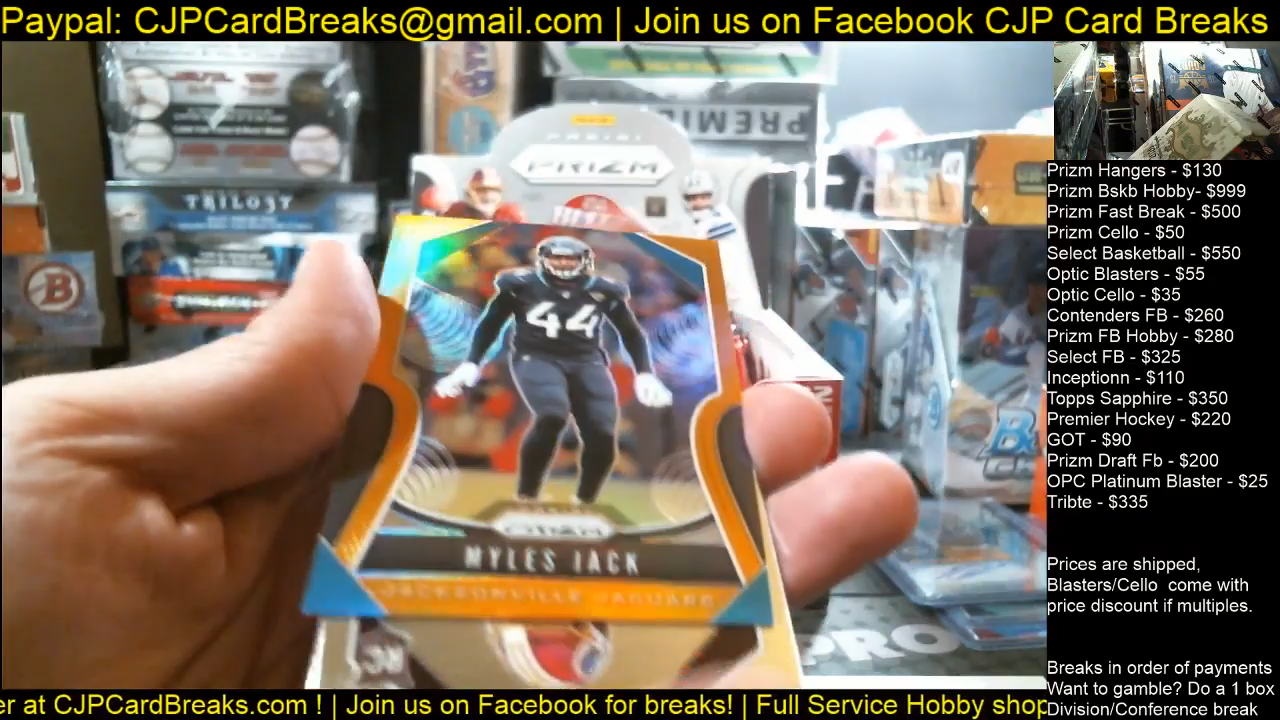 Paypal: CJPCardBreaks@gmail.com | Join us on Facebook CJP Card Breaks
Prizm Hangers - $130
Prizm Bskb Hobby- $999
Prizm Fast Break - $500
Prizm Cello - $50
Select Basketball - $550
Optic Blasters - $55
Optic Cello - $35
Contenders FB - $260
Prizm FB Hobby - $280
Select FB - $325
Inceptionn - $110
Topps Sapphire - $350
Premier Hockey - $220
GOT - $90
Prizm Draft Fb - $200
OPC Platinum Blaster - $25
Tribte - $335
Prices are shipped,
Blasters/Cello come with
price discount if multiples.
Breaks in order of payments
Want to gamble? Do a 1 box
Division/Conference break
PREMI
PANINI
PRIZM
TRILOGY
B
44
PANINI
PRIZM
MYLES JACK
JACKSONVILLE JAGUARS
PRO
er at CJPCardBreaks.com ! | Join us on Facebook for breaks! | Full Service Hobby shop